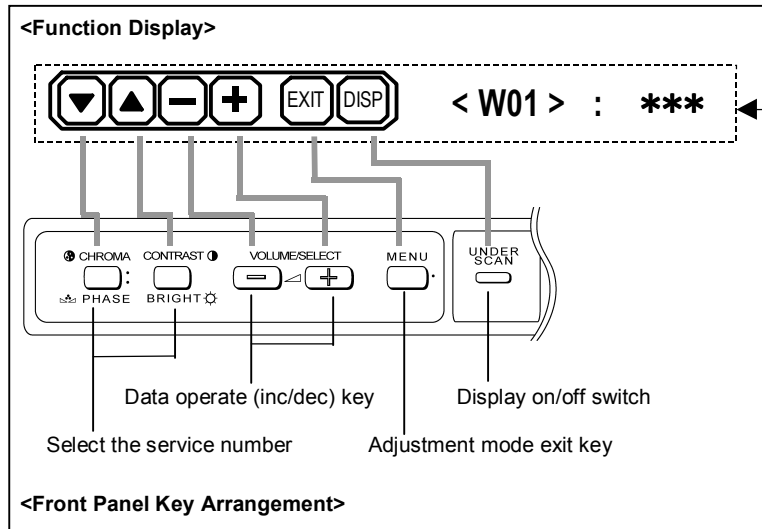 <Function Display>
EXIT DISP < W01 > : ***
CHROMA CONTRAST VOLUME/SELECT MENU UNDER SCAN
PHASE BRIGHT
Data operate (inc/dec) key Display on/off switch
Select the service number Adjustment mode exit key
<Front Panel Key Arrangement>